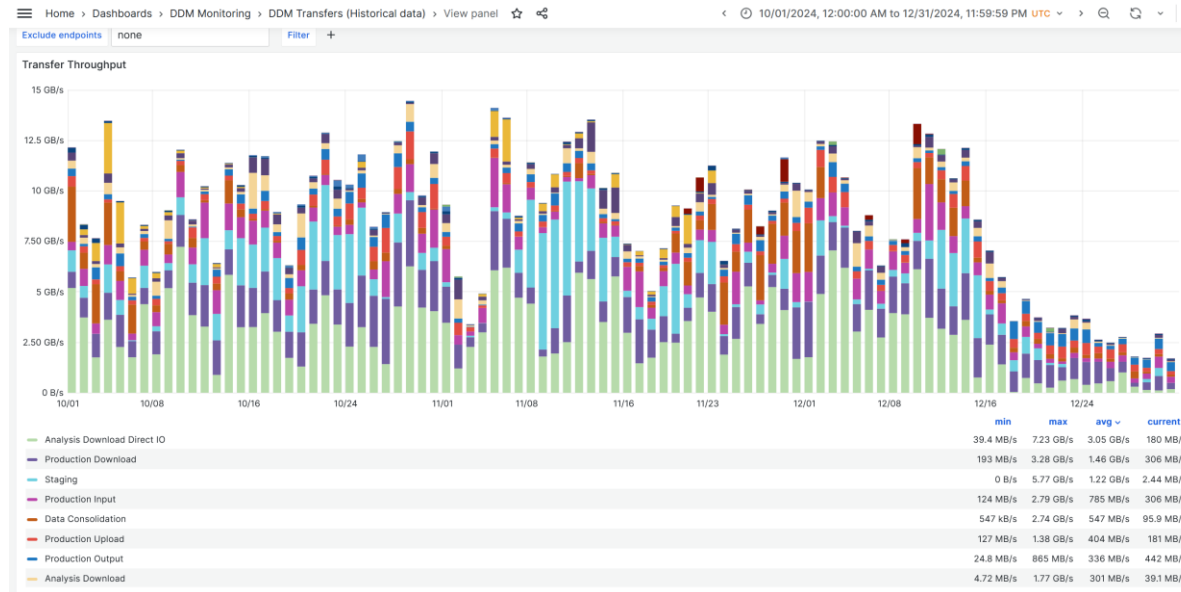 Home › Dashboards › DDM Monitoring › DDM Transfers (Historical data) › View panel
10/01/2024, 12:00:00 AM to 12/31/2024, 11:59:59 PM UTC
Exclude endpoints none Filter +
Transfer Throughput
15 GB/s
12.5 GB/s
10 GB/s
7.50 GB/s
5 GB/s
2.50 GB/s
0 B/s
10/01 10/08 10/16 10/24 11/01 11/08 11/16 11/23 12/01 12/08 12/16 12/24
min max avg current
Analysis Download Direct IO 39.4 MB/s 7.23 GB/s 3.05 GB/s 180 MB/
Production Download 193 MB/s 3.28 GB/s 1.46 GB/s 306 MB/
Staging 0 B/s 5.77 GB/s 1.22 GB/s 2.44 MB/
Production Input 124 MB/s 2.79 GB/s 785 MB/s 306 MB/
Data Consolidation 547 kB/s 2.74 GB/s 547 MB/s 95.9 MB/
Production Upload 127 MB/s 1.38 GB/s 404 MB/s 181 MB/
Production Output 24.8 MB/s 865 MB/s 336 MB/s 442 MB/
Analysis Download 4.72 MB/s 1.77 GB/s 301 MB/s 39.1 MB/